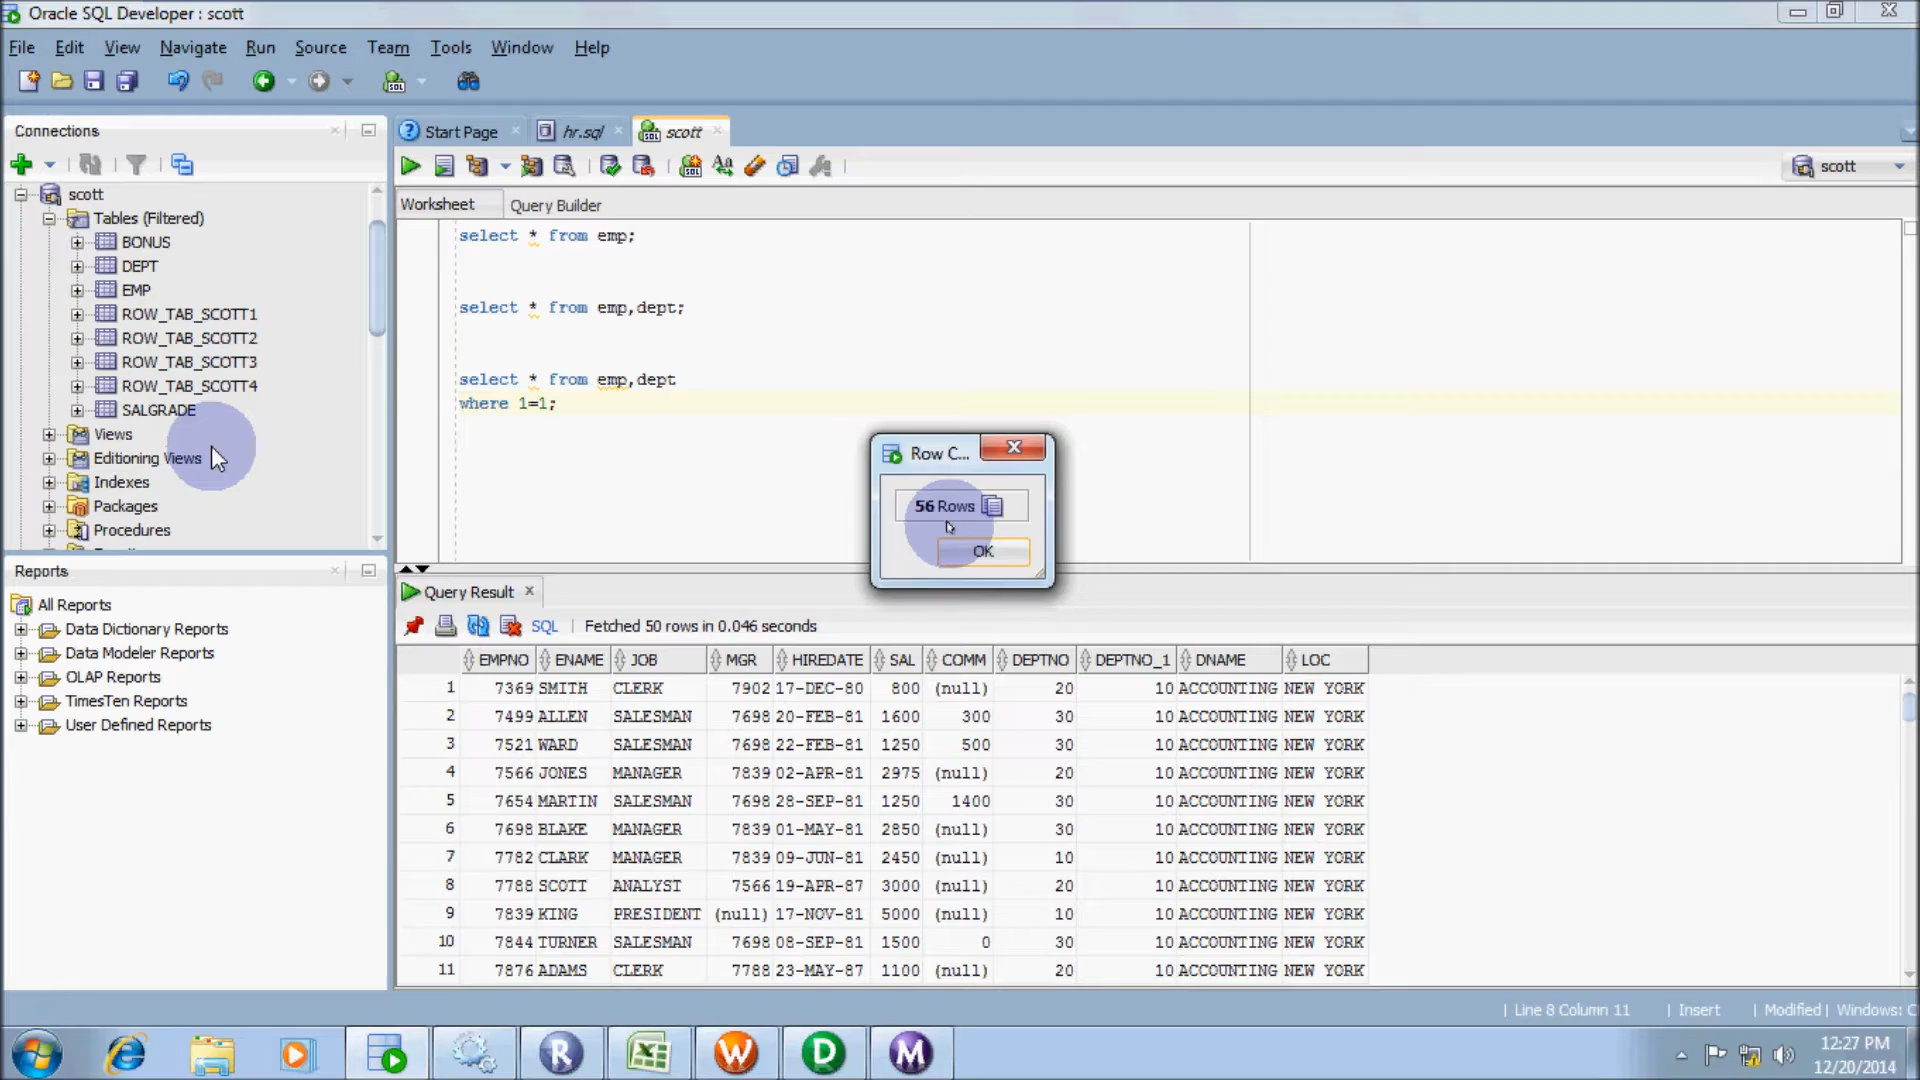 Oracle SQL Developer : scott
File Edit View Navigate Run Source Team Tools Window Help
Connections
Start Page
hr.sql
scott
scott
Worksheet
Query Builder
scott
Tables (Filtered)
BONUS
DEPT
EMP
ROW_TAB_SCOTT1
ROW_TAB_SCOTT2
ROW_TAB_SCOTT3
ROW_TAB_SCOTT4
SALGRADE
Views
Editioning Views
Indexes
Packages
Procedures
select * from emp;
select * from emp,dept;
select * from emp,dept
where 1=1;
Row C...
56 Rows
OK
Reports
All Reports
Data Dictionary Reports
Data Modeler Reports
OLAP Reports
TimesTen Reports
User Defined Reports
Query Result
SQL | Fetched 50 rows in 0.046 seconds
EMPNO ENAME JOB MGR HIREDATE SAL COMM DEPTNO DEPTNO_1 DNAME LOC
1 7369 SMITH CLERK 7902 17-DEC-80 800 (null) 20 10 ACCOUNTING NEW YORK
2 7499 ALLEN SALESMAN 7698 20-FEB-81 1600 300 30 10 ACCOUNTING NEW YORK
3 7521 WARD SALESMAN 7698 22-FEB-81 1250 500 30 10 ACCOUNTING NEW YORK
4 7566 JONES MANAGER 7839 02-APR-81 2975 (null) 20 10 ACCOUNTING NEW YORK
5 7654 MARTIN SALESMAN 7698 28-SEP-81 1250 1400 30 10 ACCOUNTING NEW YORK
6 7698 BLAKE MANAGER 7839 01-MAY-81 2850 (null) 30 10 ACCOUNTING NEW YORK
7 7782 CLARK MANAGER 7839 09-JUN-81 2450 (null) 10 10 ACCOUNTING NEW YORK
8 7788 SCOTT ANALYST 7566 19-APR-87 3000 (null) 20 10 ACCOUNTING NEW YORK
9 7839 KING PRESIDENT (null) 17-NOV-81 5000 (null) 10 10 ACCOUNTING NEW YORK
10 7844 TURNER SALESMAN 7698 08-SEP-81 1500 0 30 10 ACCOUNTING NEW YORK
11 7876 ADAMS CLERK 7788 23-MAY-87 1100 (null) 20 10 ACCOUNTING NEW YORK
Line 8 Column 11 | Insert | Modified | Windows: C
R W D M
12:27 PM
12/20/2014